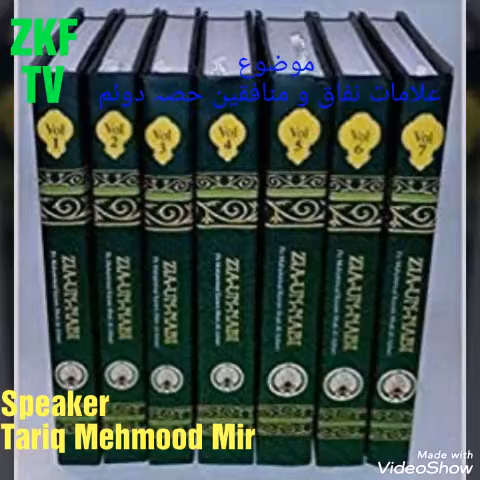 ZKF
TV
موضوع
علامات نفاق و منافقین حصہ دوئم
Vol
1
Vol
2
Vol
3
Vol
4
Vol
5
Vol
6
Vol
7
ZIA-UN-NABI
ZIA-UN-NABI
ZIA-UN-NABI
ZIA-UN-NABI
ZIA-UN-NABI
ZIA-UN-NABI
ZIA-UN-NABI
Speaker
Tariq Mehmood Mir
Made with
VideoShow